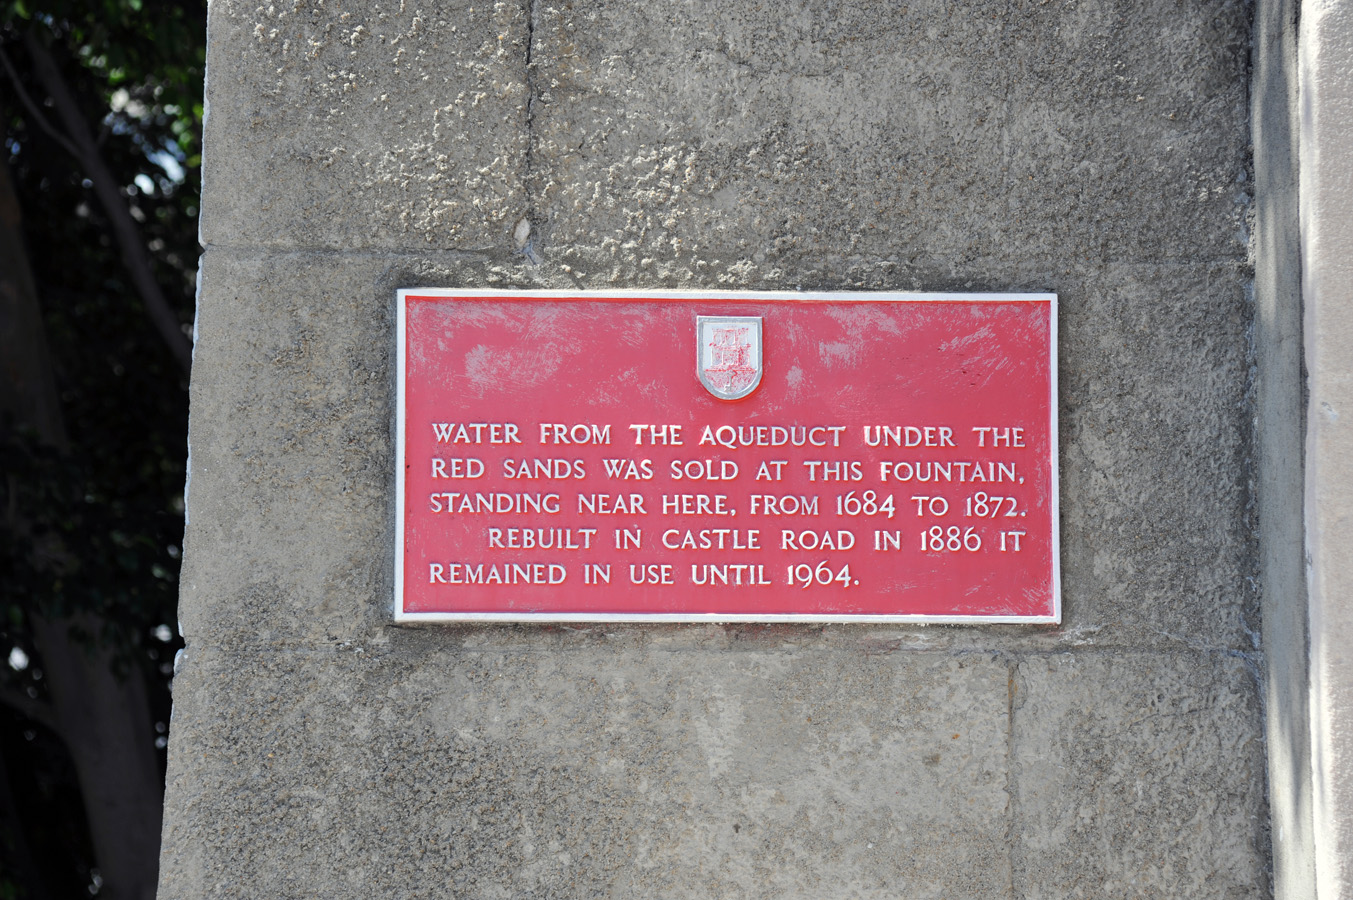 WATER FROM THE AQUEDUCT UNDER THE
RED SANDS WAS SOLD AT THIS FOUNTAIN,
STANDING NEAR HERE, FROM 1684 TO 1872.
REBUILT IN CASTLE ROAD IN 1886 IT
REMAINED IN USE UNTIL 1964.